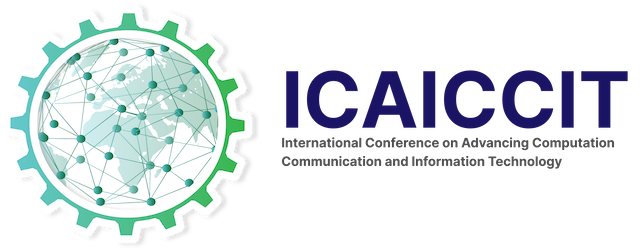 ICAICCIT
International Conference on Advancing Computation
Communication and Information Technology